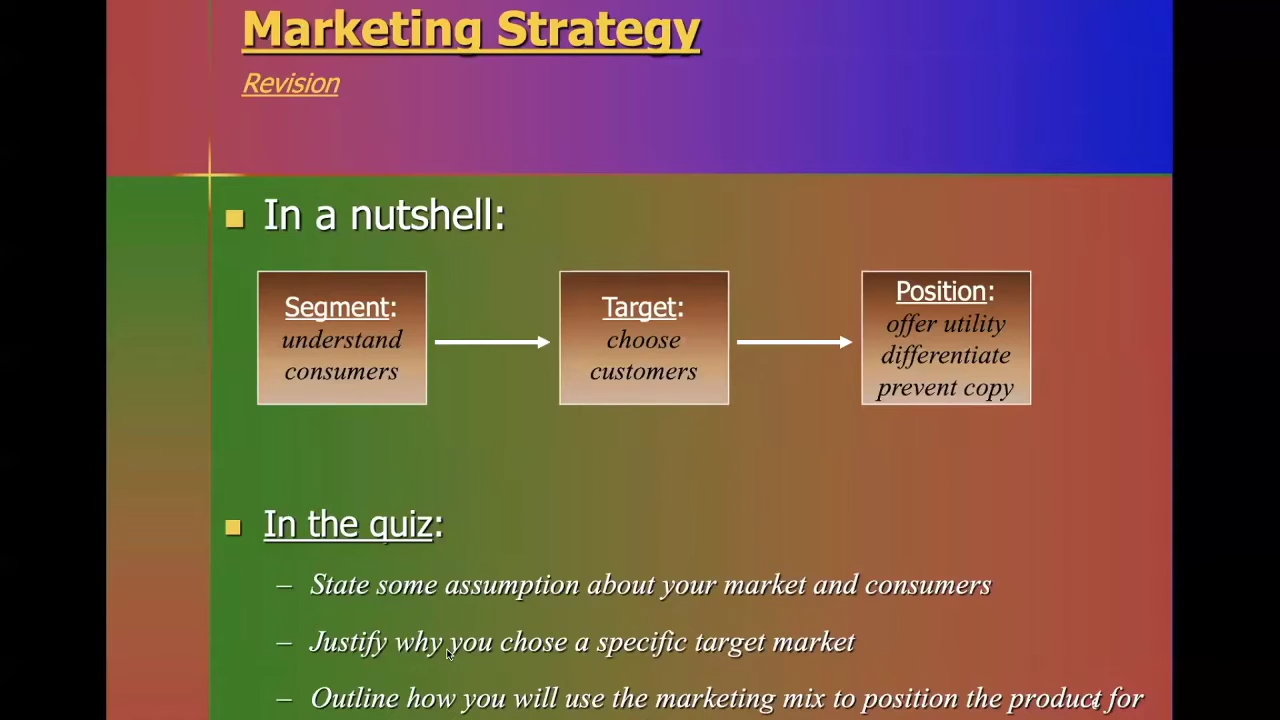 Marketing Strategy
Revision
In a nutshell:
Segment:
understand
consumers
Target:
choose
customers
Position:
offer utility
differentiate
prevent copy
In the quiz:
– State some assumption about your market and consumers
– Justify why you chose a specific target market
– Outline how you will use the marketing mix to position the product for